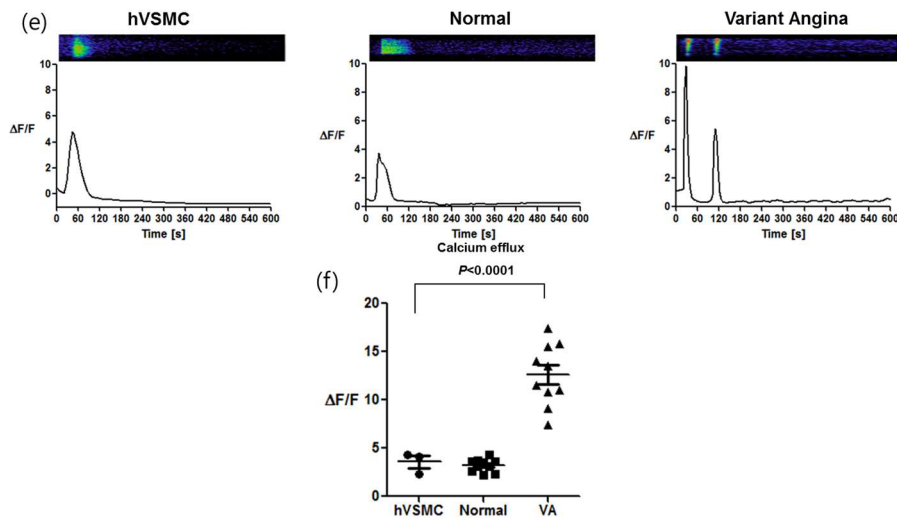 (e)
hVSMC
Normal
Variant Angina
10
8
6
4
2
0
ΔF/F
0 60 120 180 240 300 360 420 480 540 600
Time [s]
10
8
6
4
2
0
ΔF/F
0 60 120 180 240 300 360 420 480 540 600
Time [s]
10
8
6
4
2
0
ΔF/F
0 60 120 180 240 300 360 420 480 540 600
Time [s]
Calcium efflux
(f)
P<0.0001
20
15
10
5
0
ΔF/F
hVSMC Normal VA